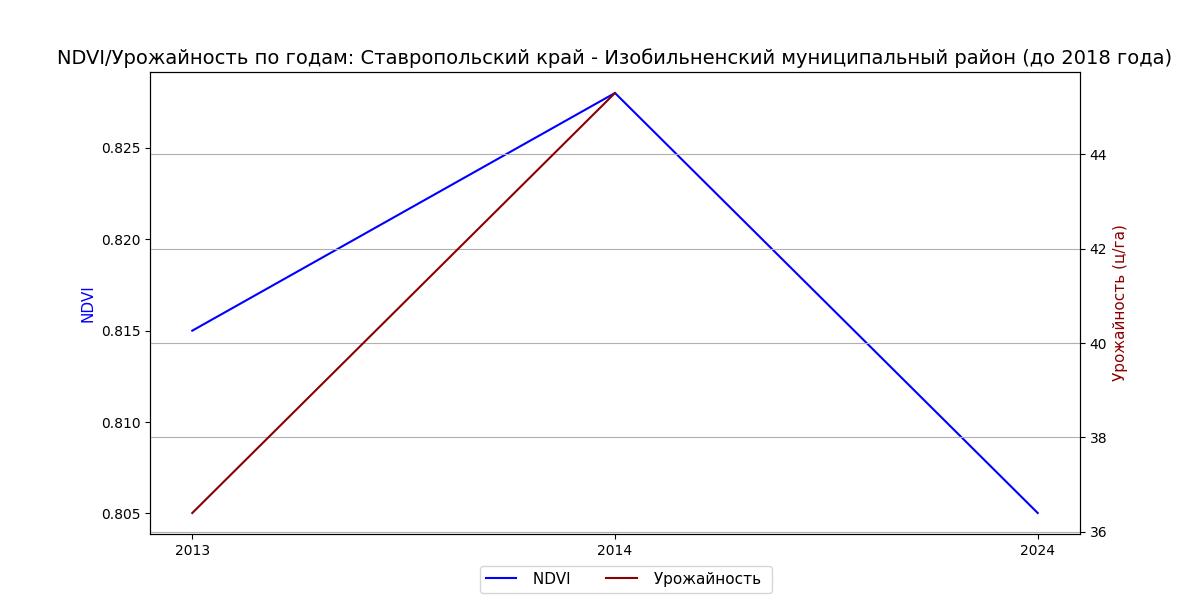 NDVI/Урожайность по годам: Ставропольский край - Изобильненский муниципальный район (до 2018 года)
0.825
0.820
0.815
0.810
0.805
NDVI
44
42
40
38
36
Урожайность (ц/га)
2013 2014 2024
NDVI Урожайность